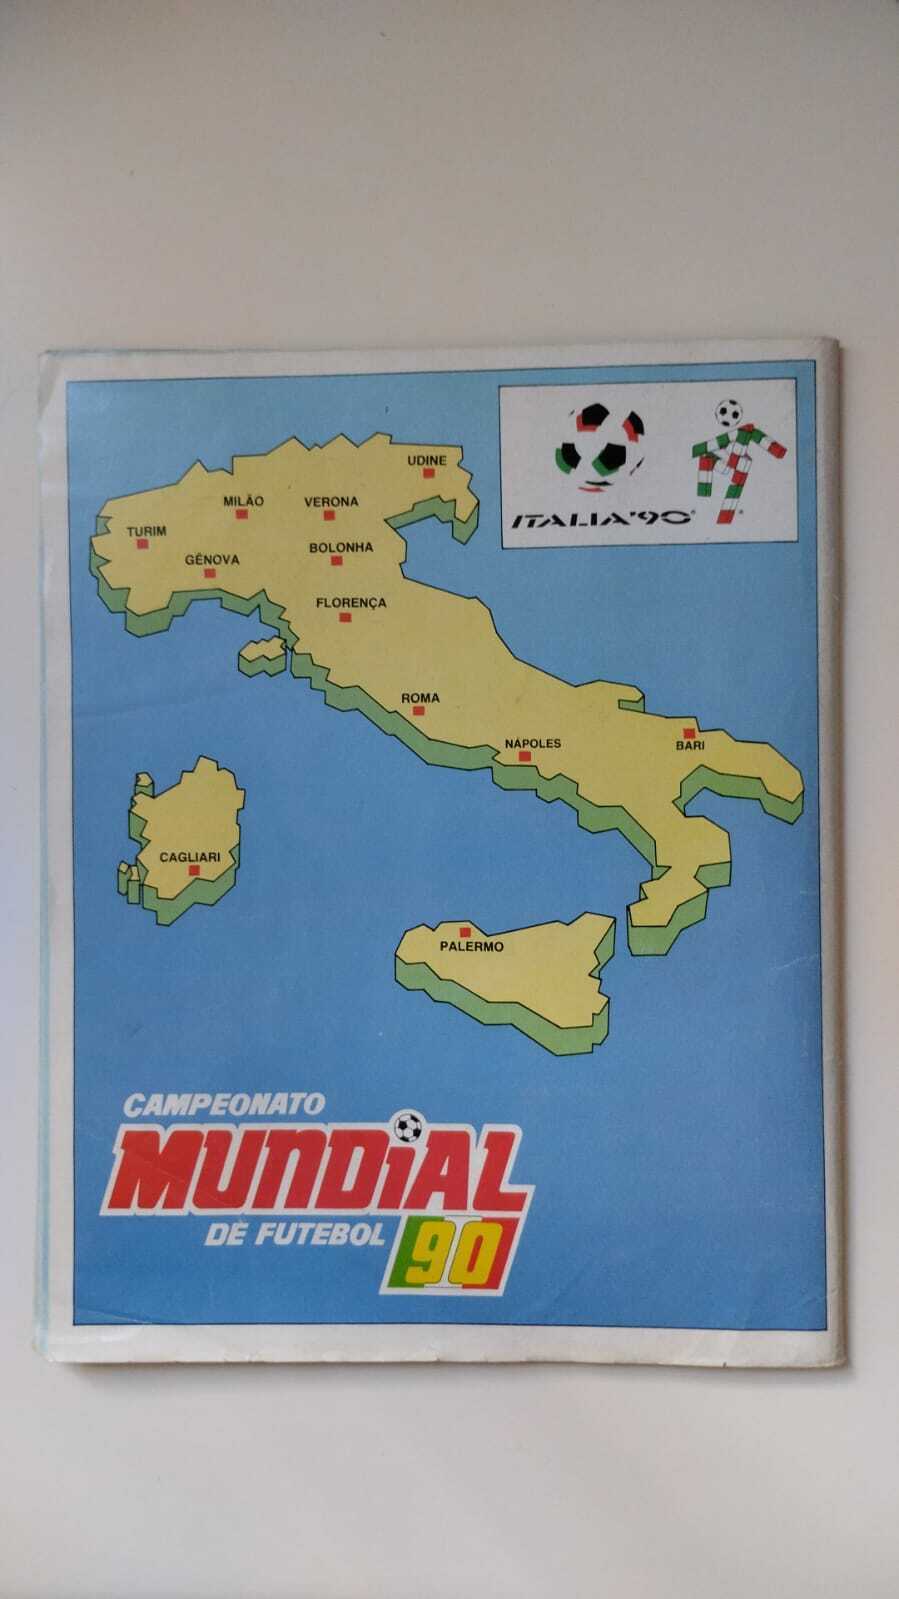 ITALIA'90
UDINE
MILÃO
VERONA
TURIM
BOLONHA
GÊNOVA
FLORENÇA
ROMA
NÁPOLES
BARI
CAGLIARI
PALERMO
CAMPEONATO
MUNDIAL
DE FUTEBOL 90